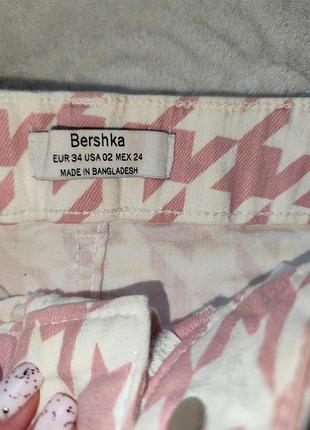 Bershka
EUR 34 USA 02 MEX 24
MADE IN BANGLADESH